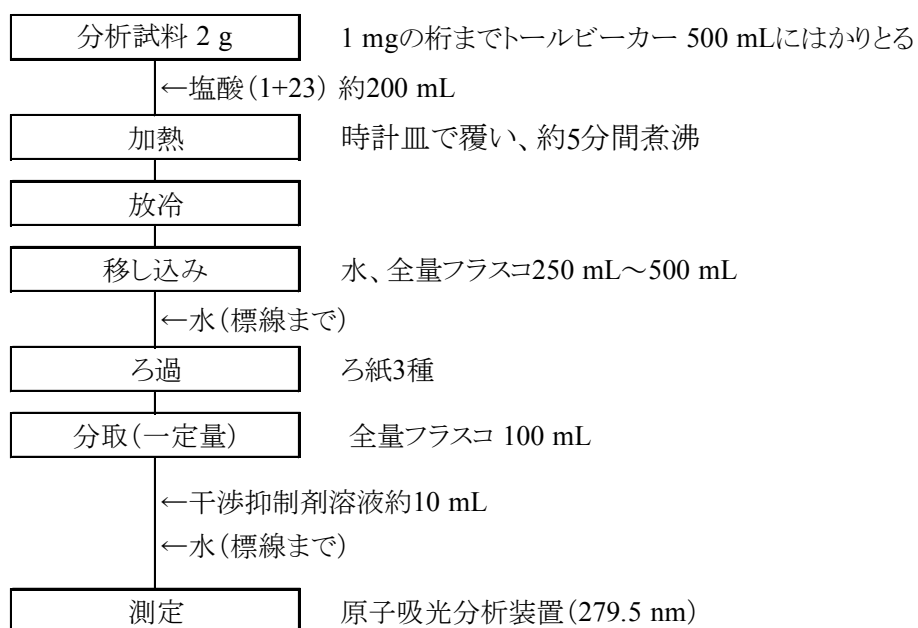 分析試料 2 g 1 mgの桁までトールビーカー 500 mLにはかりとる
←塩酸(1+23) 約200 mL
加熱 時計皿で覆い、約5分間煮沸
放冷
移し込み 水、全量フラスコ250 mL～500 mL
←水(標線まで)
ろ過 ろ紙3種
分取(一定量) 全量フラスコ 100 mL
←干渉抑制剤溶液約10 mL
←水(標線まで)
測定 原子吸光分析装置(279.5 nm)